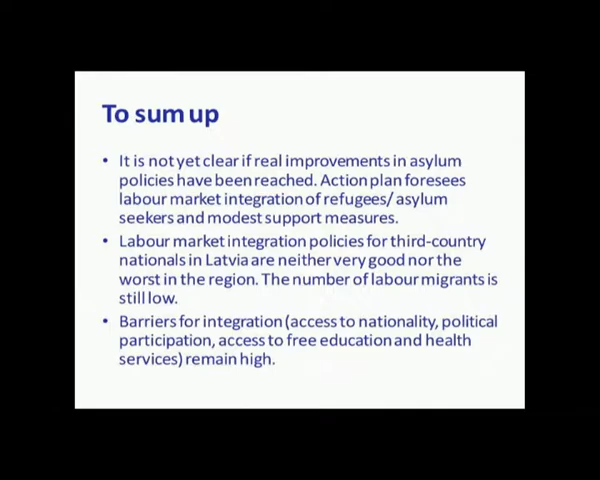 To sum up
• It is not yet clear if real improvements in asylum
policies have been reached. Action plan foresees
labour market integration of refugees/ asylum
seekers and modest support measures.
• Labour market integration policies for third-country
nationals in Latvia are neither very good nor the
worst in the region. The number of labour migrants is
still low.
• Barriers for integration (access to nationality, political
participation, access to free education and health
services) remain high.